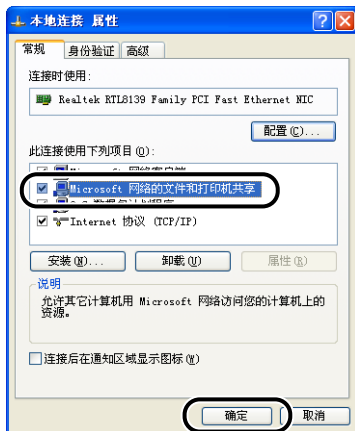 本地连接 属性
常规 身份验证 高级
连接时使用:
Realtek RTL8139 Family PCI Fast Ethernet NIC
配置(C)...
此连接使用下列项目(O):
Microsoft 网络的文件和打印机共享
Internet 协议 (TCP/IP)
安装(N)... 卸载(U) 属性(R)
说明
允许其它计算机用 Microsoft 网络访问您的计算机上的
资源。
连接后在通知区域显示图标(W)
确定 取消